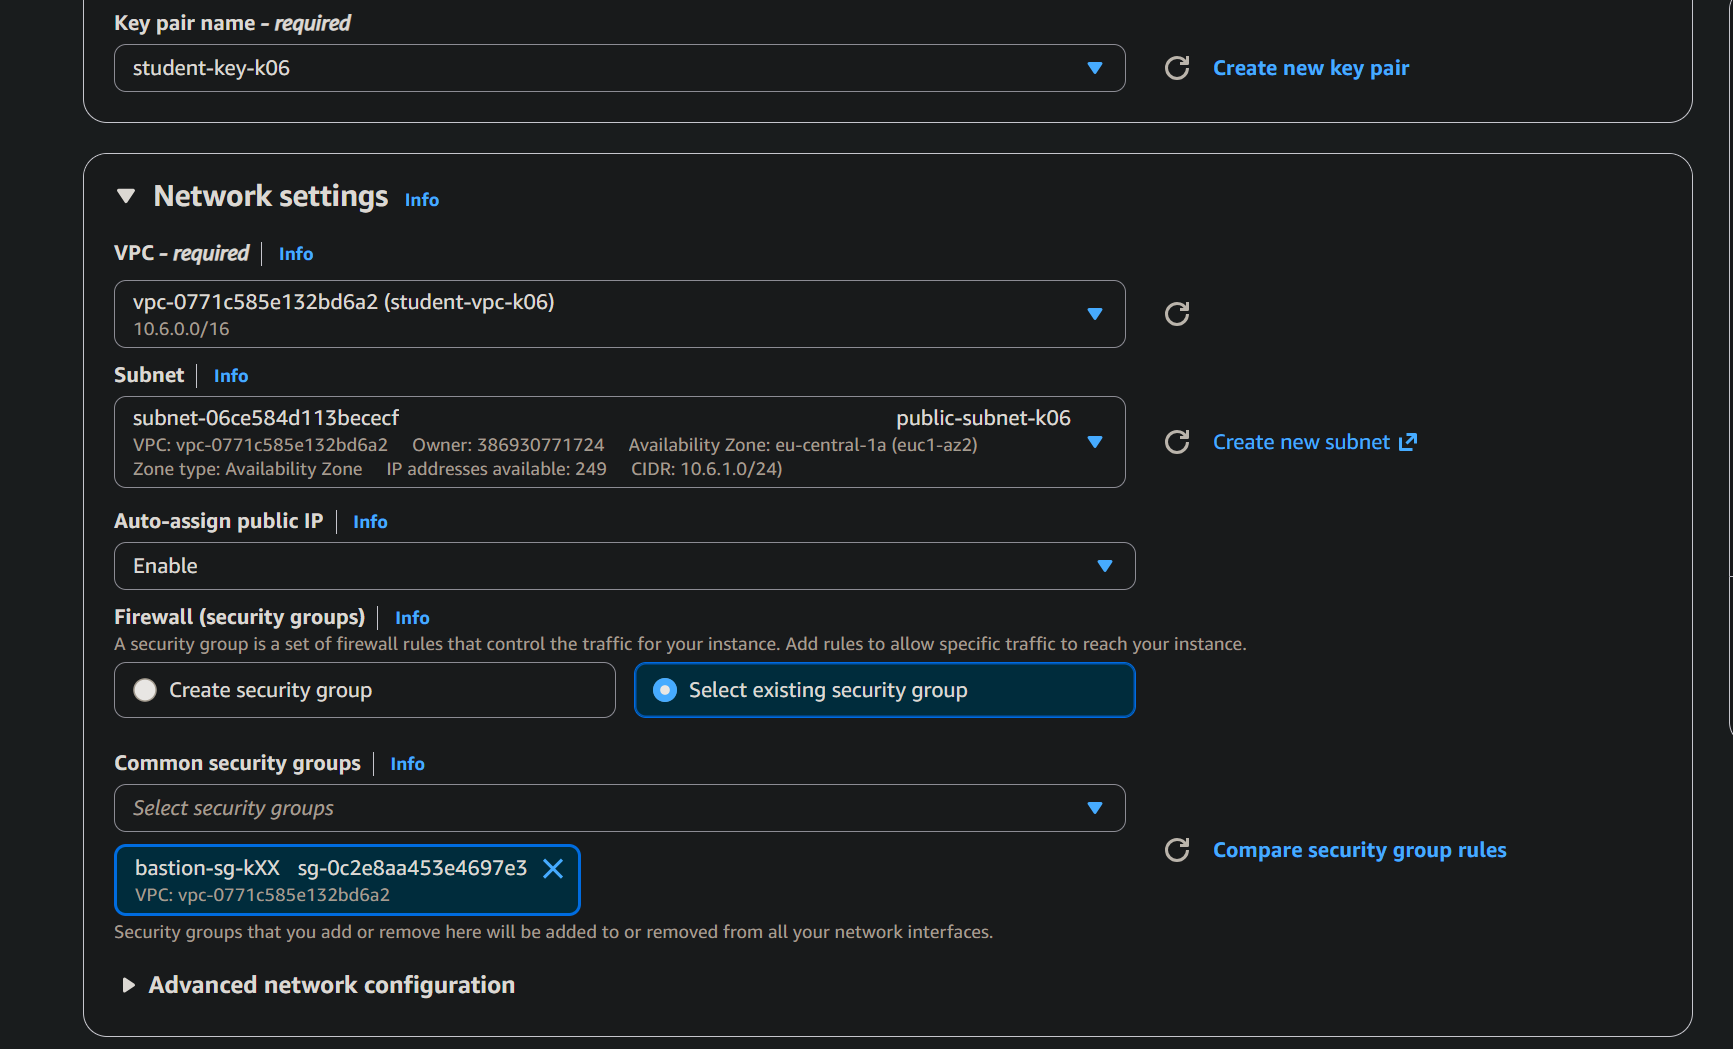 Key pair name - required
student-key-k06
Create new key pair
Network settings Info
VPC - required Info
vpc-0771c585e132bd6a2 (student-vpc-k06)
10.6.0.0/16
Subnet Info
subnet-06ce584d113bececf public-subnet-k06
VPC: vpc-0771c585e132bd6a2 Owner: 386930771724 Availability Zone: eu-central-1a (euc1-az2)
Zone type: Availability Zone IP addresses available: 249 CIDR: 10.6.1.0/24)
Create new subnet
Auto-assign public IP Info
Enable
Firewall (security groups) Info
A security group is a set of firewall rules that control the traffic for your instance. Add rules to allow specific traffic to reach your instance.
Create security group Select existing security group
Common security groups Info
Select security groups
bastion-sg-kXX sg-0c2e8aa453e4697e3
VPC: vpc-0771c585e132bd6a2
Compare security group rules
Security groups that you add or remove here will be added to or removed from all your network interfaces.
Advanced network configuration